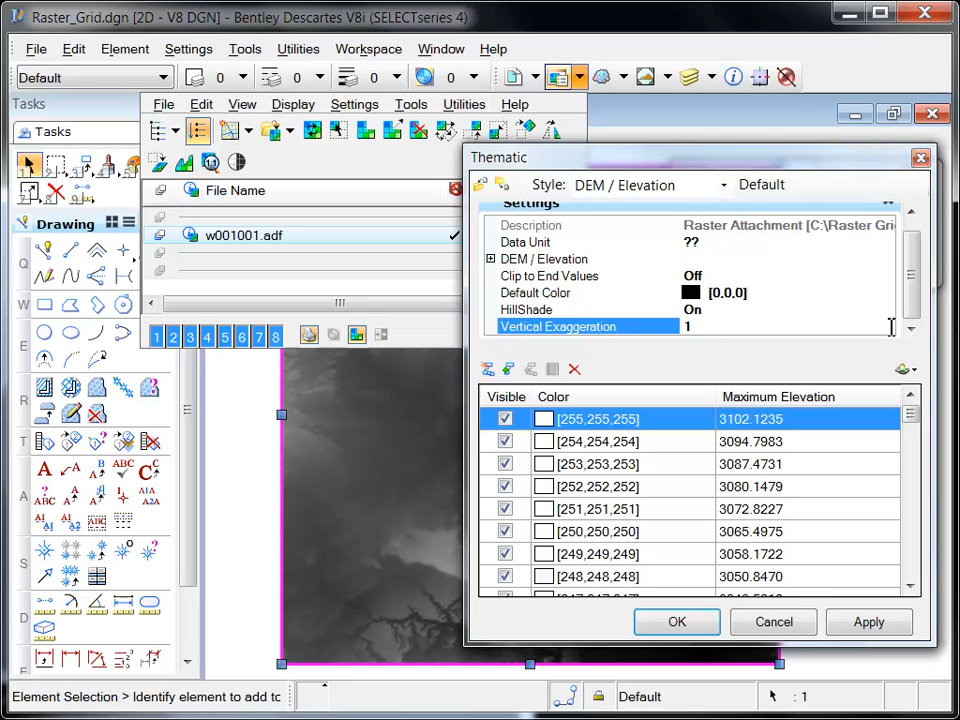 Raster_Grid.dgn [2D - V8 DGN] - Bentley Descartes V8i (SELECTseries 4)
File Edit Element Settings Tools Utilities Workspace Window Help
Default 0 0 0 0
Tasks
Tasks
File Edit View Display Settings Tools Utilities Help
File Name
w001001.adf
1 2 3 4 5 6 7 8
Drawing
Q
W
E
R
T
A
S
D
F
Thematic
Style: DEM / Elevation Default
Settings
Description Raster Attachment [C:\Raster Gri
Data Unit ??
DEM / Elevation
Clip to End Values Off
Default Color [0,0,0]
HillShade On
Vertical Exaggeration 1
Visible Color Maximum Elevation
[255,255,255] 3102.1235
[254,254,254] 3094.7983
[253,253,253] 3087.4731
[252,252,252] 3080.1479
[251,251,251] 3072.8227
[250,250,250] 3065.4975
[249,249,249] 3058.1722
[248,248,248] 3050.8470
OK Cancel Apply
Element Selection > Identify element to add to
Default : 1